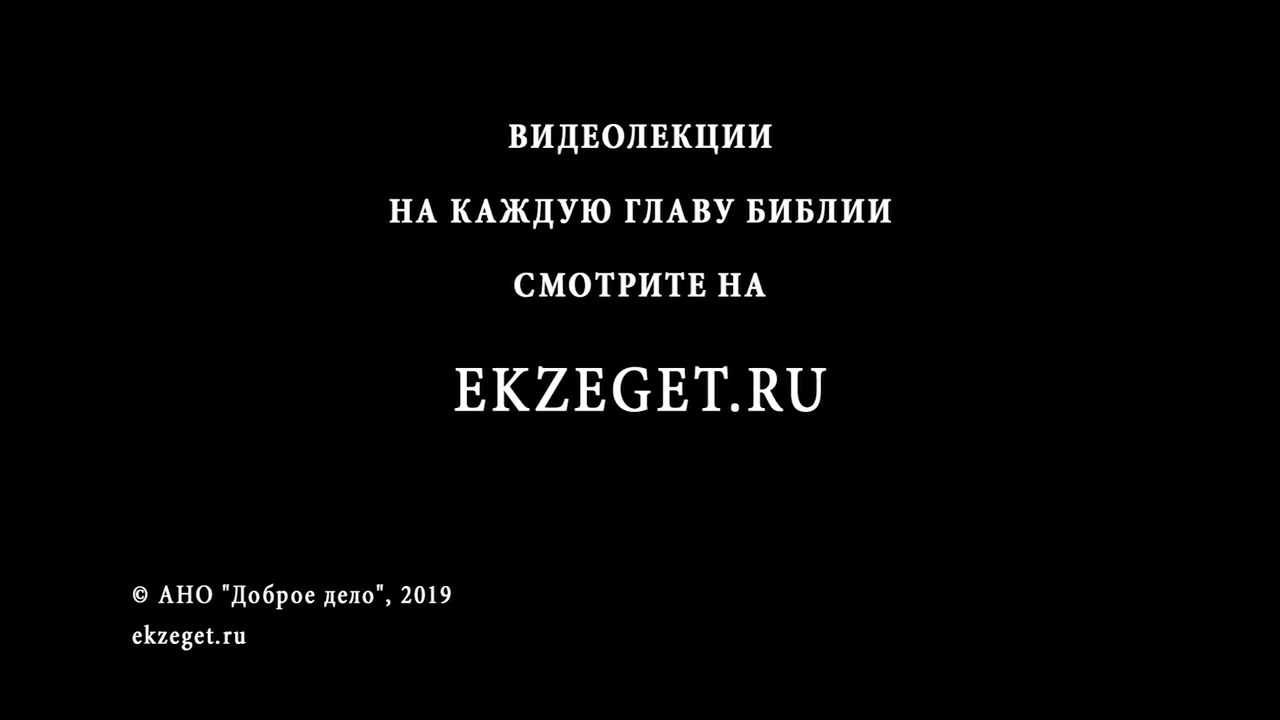 ВИДЕОЛЕКЦИИ
НА КАЖДУЮ ГЛАВУ БИБЛИИ
СМОТРИТЕ НА
EKZEGET.RU
© АНО "Доброе дело", 2019
ekzeget.ru